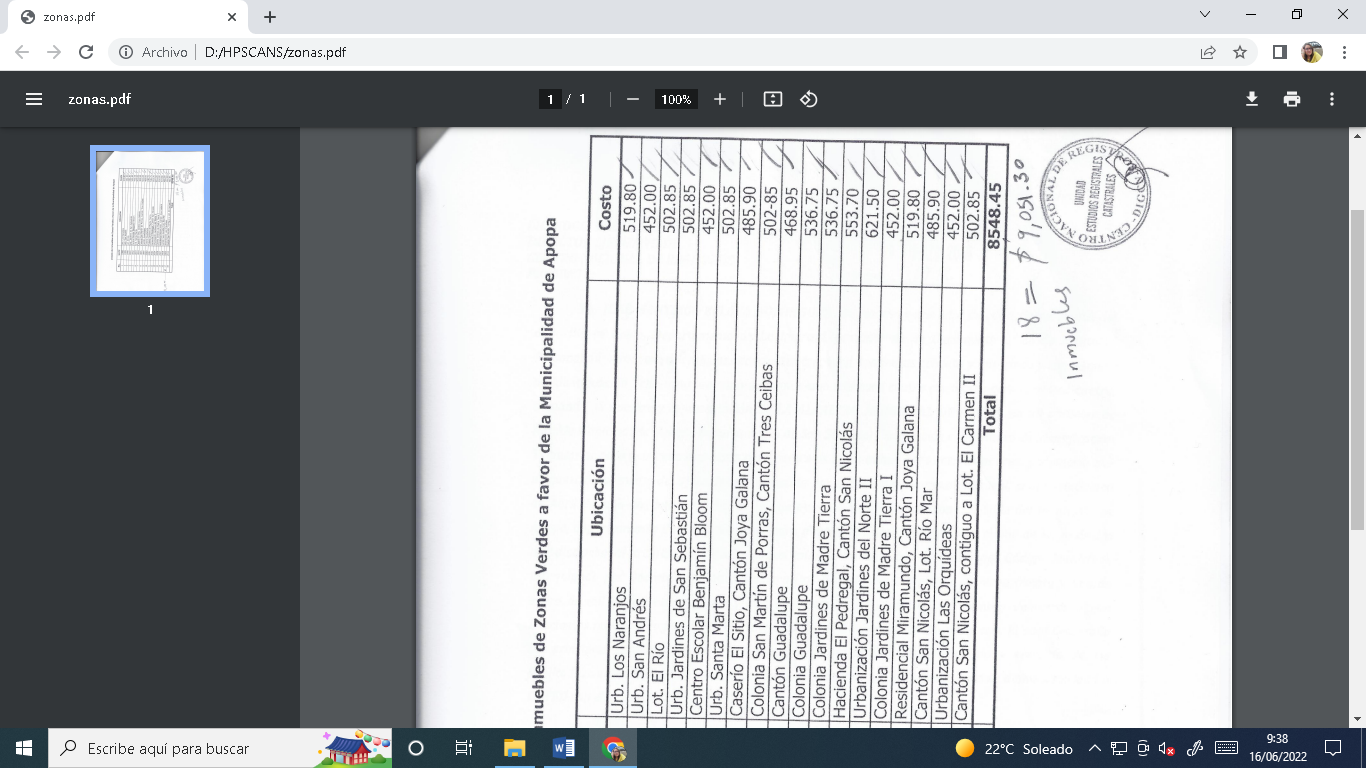 zonas.pdf
Archivo D:/HPSCANS/zonas.pdf
zonas.pdf
1 / 1
100%
1
nmuebles de Zonas Verdes a favor de la Municipalidad de Apopa
Ubicación Costo
Urb. Los Naranjos 519.80
Urb. San Andrés 452.00
Lot. El Río 502.85
Urb. Jardines de San Sebastián 502.85
Centro Escolar Benjamín Bloom 452.00
Urb. Santa Marta 502.85
Caserío El Sitio, Cantón Joya Galana 485.90
Colonia San Martín de Porras, Cantón Tres Ceibas 502-85
Cantón Guadalupe 468.95
Colonia Guadalupe 536.75
Colonia Jardines de Madre Tierra 536.75
Hacienda El Pedregal, Cantón San Nicolás 553.70
Urbanización Jardines del Norte II 621.50
Colonia Jardines de Madre Tierra I 452.00
Residencial Miramundo, Cantón Joya Galana 519.80
Cantón San Nicolás, Lot. Río Mar 485.90
Urbanización Las Orquídeas 452.00
Cantón San Nicolás, contiguo a Lot. El Carmen II 502.85
Total 8548.45
18 = $ 9,051.30
Inmuebles
CENTRO NACIONAL DE REGISTROS
UNIDAD
ESTUDIOS REGISTRALES
CATASTRALES
Escribe aquí para buscar
22°C Soleado
9:38
16/06/2022